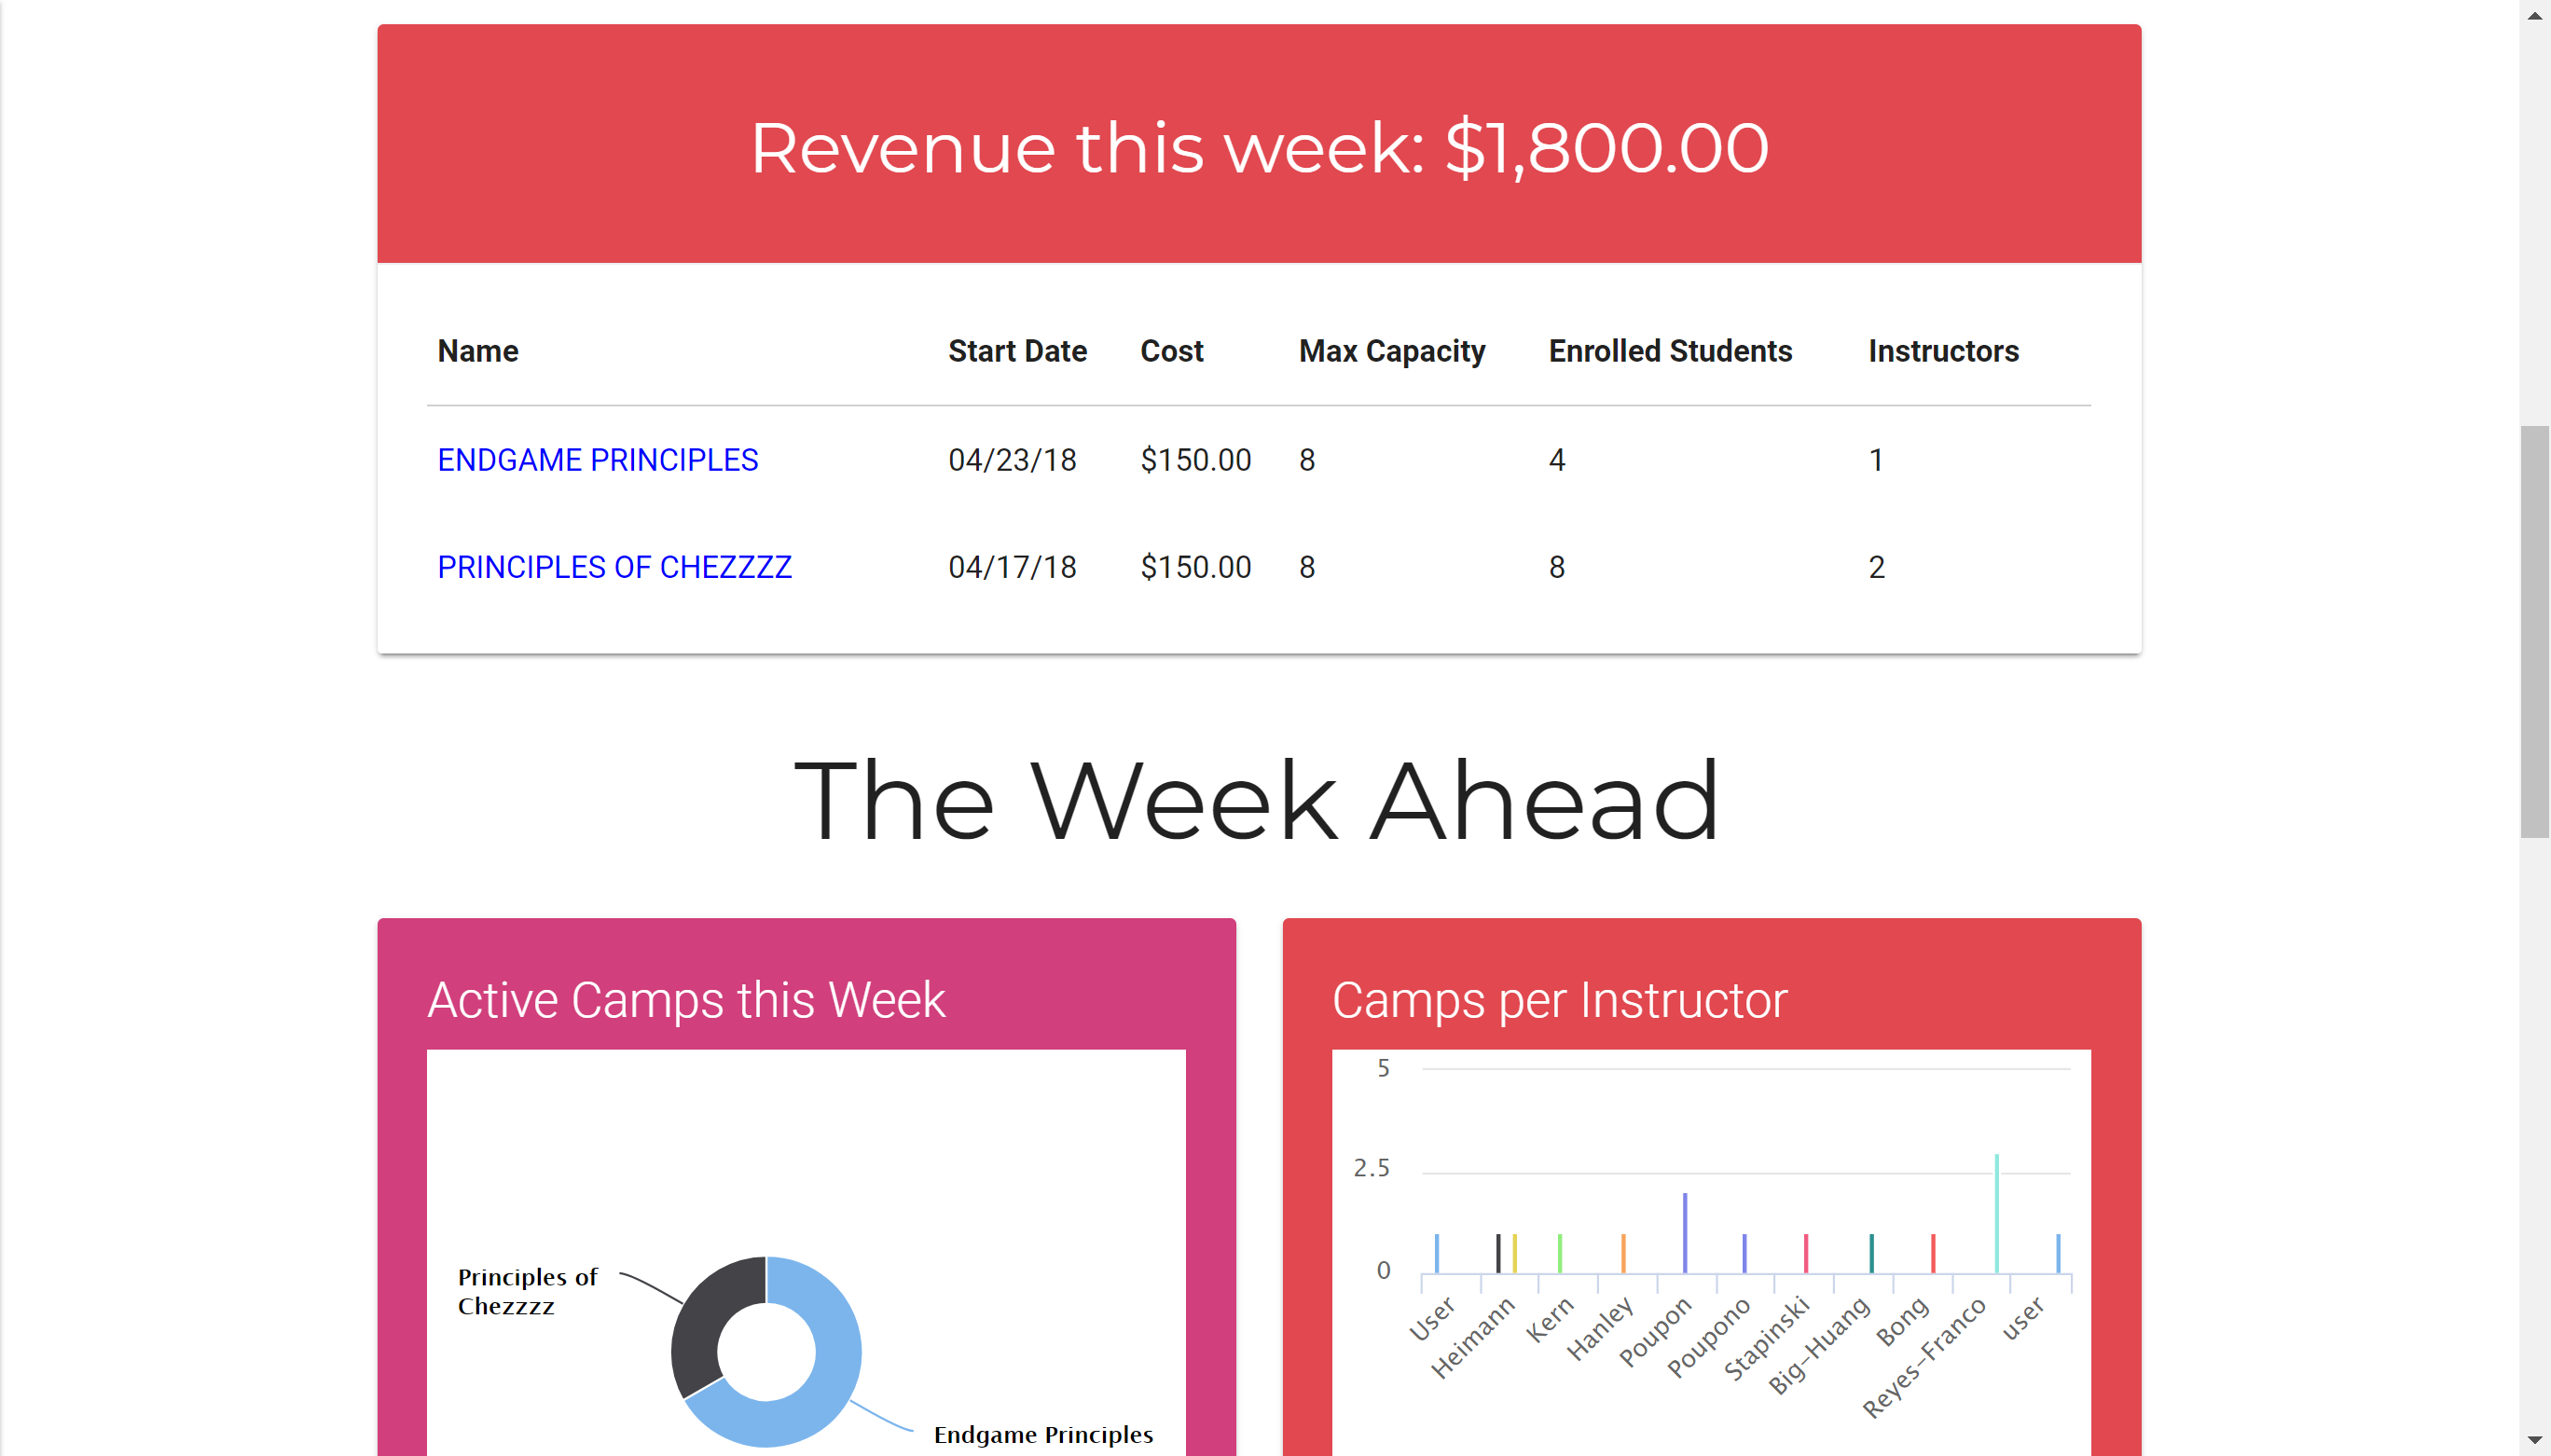 Revenue this week: $1,800.00
Name Start Date Cost Max Capacity Enrolled Students Instructors
ENDGAME PRINCIPLES 04/23/18 $150.00 8 4 1
PRINCIPLES OF CHEZZZZ 04/17/18 $150.00 8 8 2
The Week Ahead
Active Camps this Week
Principles of
Chezzzz
Endgame Principles
Camps per Instructor
5
2.5
0
User
Heimann
Kern
Hanley
Poupon
Poupono
Stapinski
Big-Huang
Bong
Reyes-Franco
user